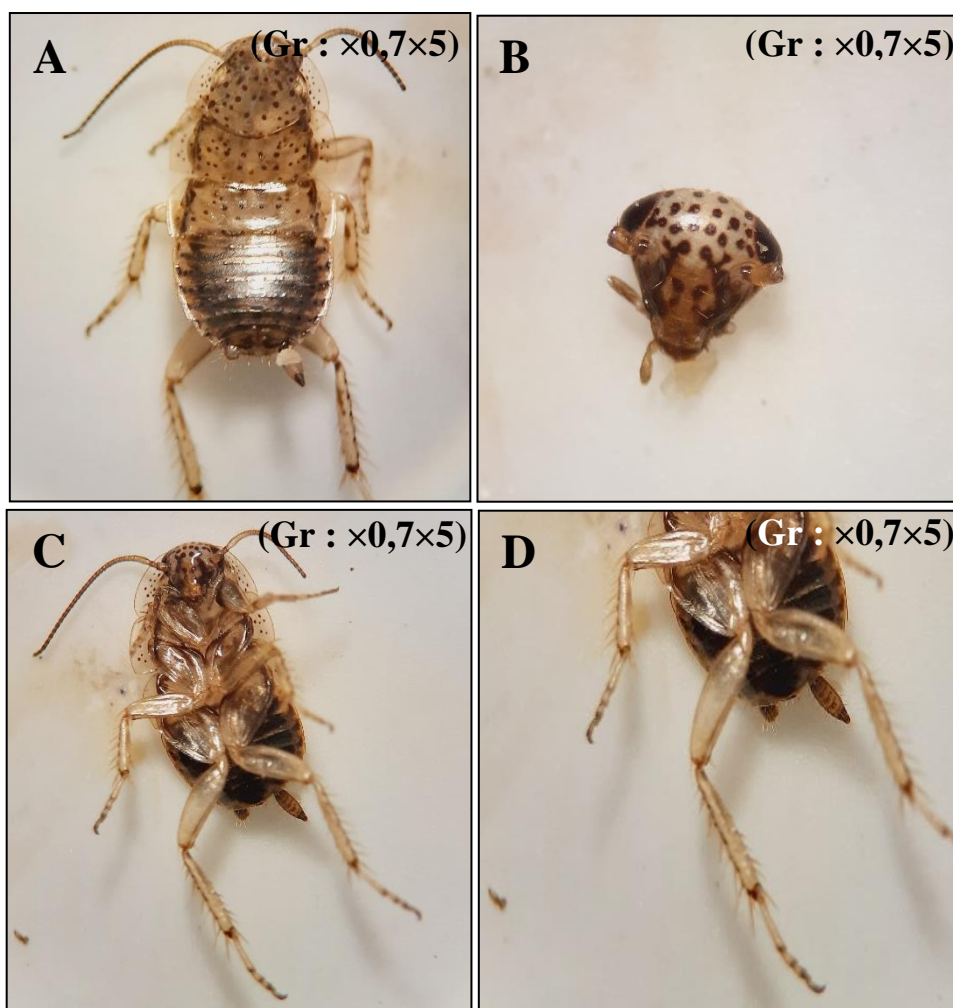 A (Gr : ×0,7×5)
B (Gr : ×0,7×5)
C (Gr : ×0,7×5)
D (Gr : ×0,7×5)